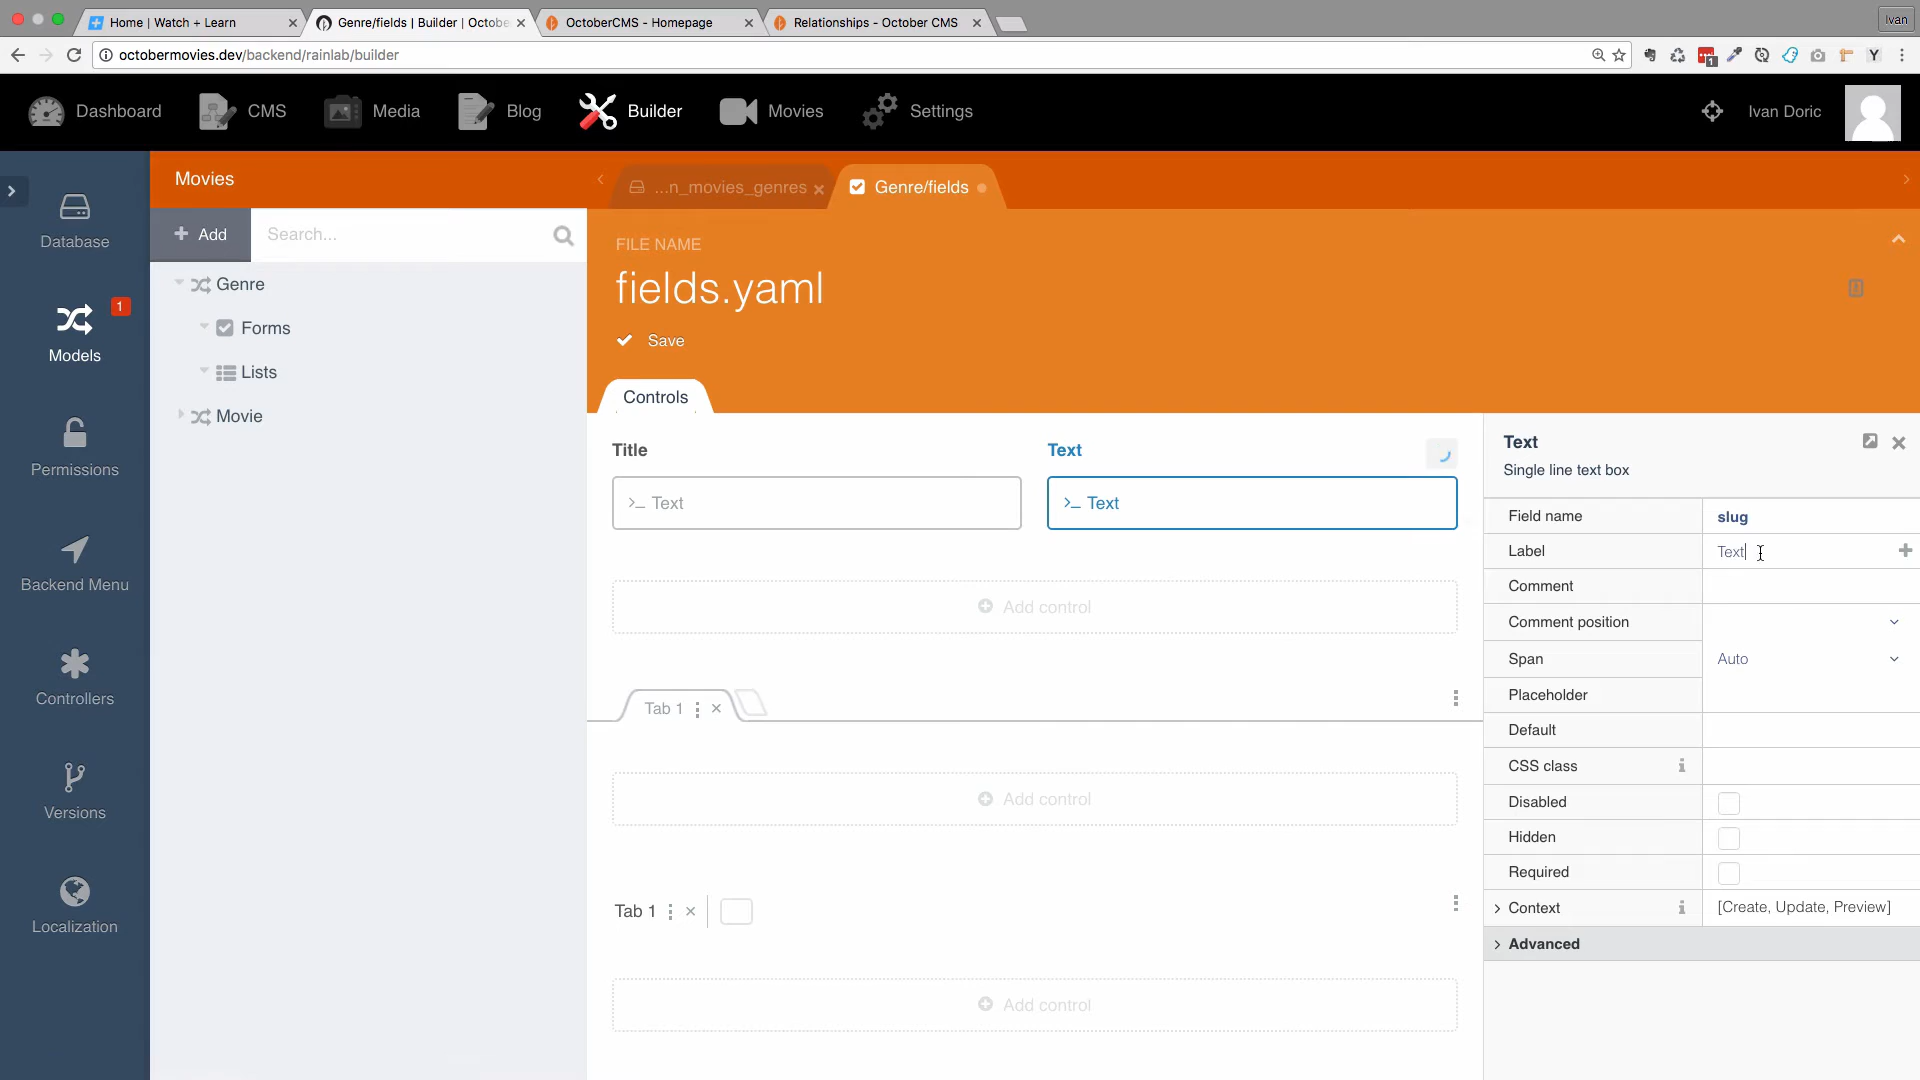 Home | Watch + Learn
Genre/fields | Builder | Octobe
OctoberCMS - Homepage
Relationships - October CMS
Ivan
octobermovies.dev/backend/rainlab/builder
1
Y
Dashboard
CMS
Media
Blog
Builder
Movies
Settings
Ivan Doric
Database
Models
1
Permissions
Backend Menu
Controllers
Versions
Localization
Movies
Add
Search...
Genre
Forms
Lists
Movie
...n_movies_genres
Genre/fields
FILE NAME
fields.yaml
Save
Controls
Title
Text
Text
Text
Add control
Tab 1
Add control
Tab 1
Add control
Text
Single line text box
Field name
slug
Label
Text
Comment
Comment position
Span
Auto
Placeholder
Default
CSS class
Disabled
Hidden
Required
Context
[Create, Update, Preview]
Advanced